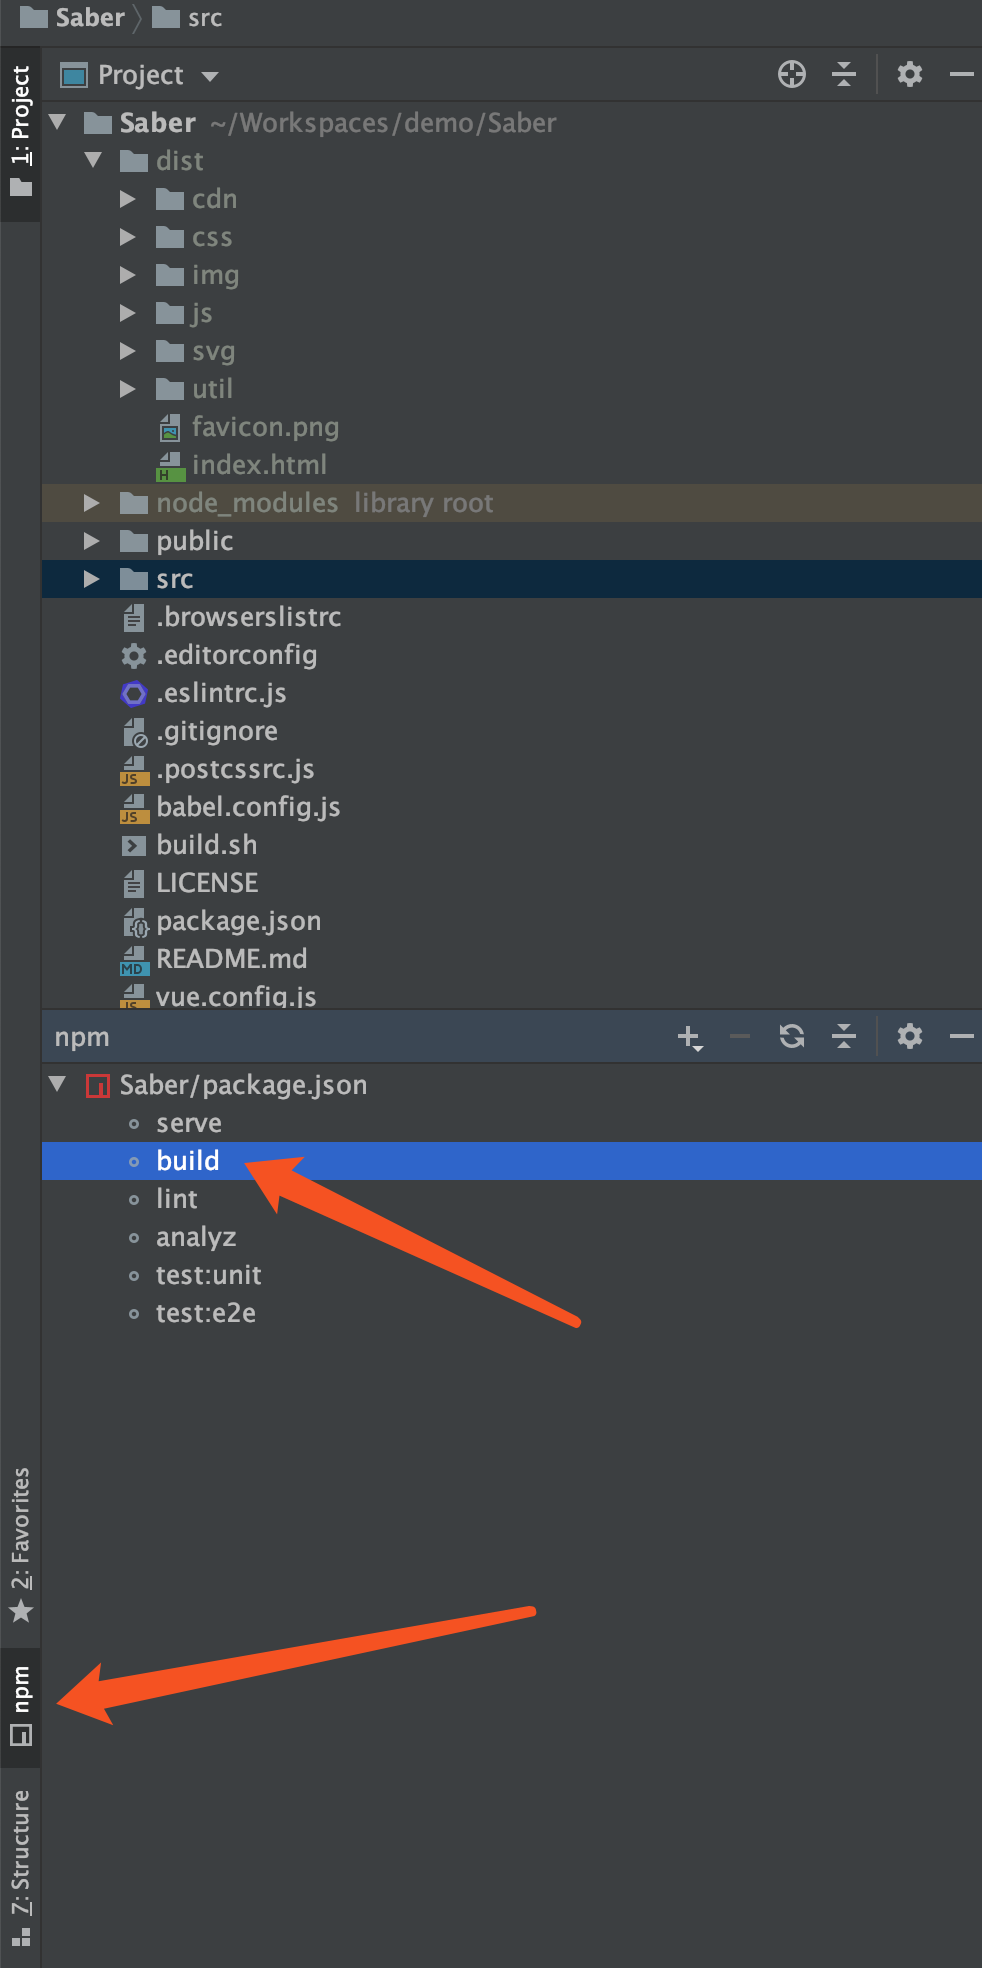 Saber src
1: Project
Project
Saber ~/Workspaces/demo/Saber
dist
cdn
css
img
js
svg
util
favicon.png
index.html
node_modules library root
public
src
.browserslistrc
.editorconfig
.eslintrc.js
.gitignore
.postcssrc.js
babel.config.js
build.sh
LICENSE
package.json
README.md
vue.config.js
npm
Saber/package.json
serve
build
lint
analyz
test:unit
test:e2e
2: Favorites
npm
7: Structure